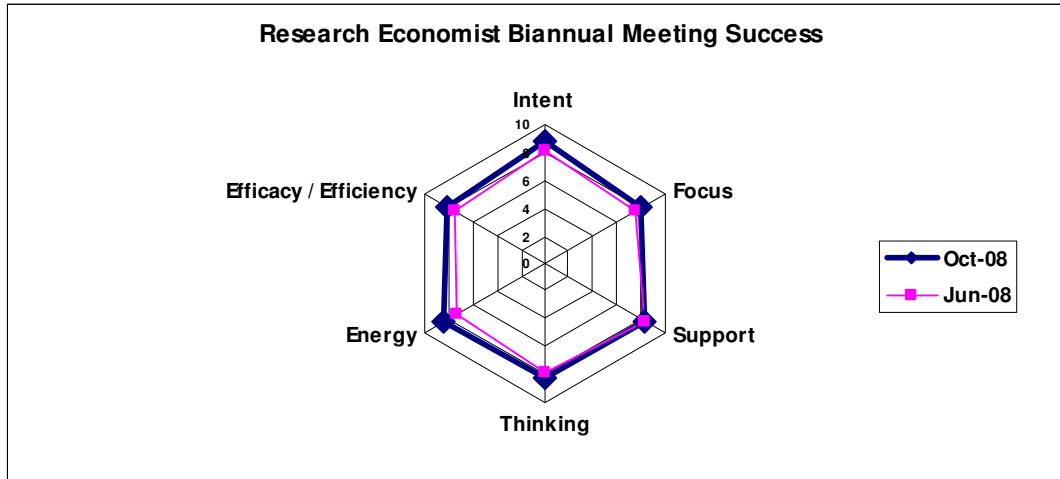 Research Economist Biannual Meeting Success
Intent
10
8
6
4
2
0
Efficacy / Efficiency
Focus
Energy
Support
Thinking
Oct-08
Jun-08